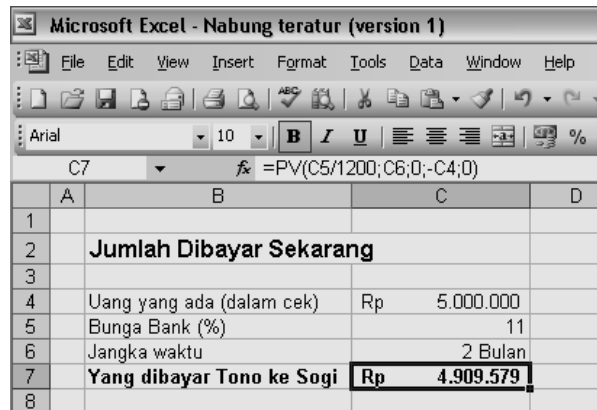 Microsoft Excel - Nabung teratur (version 1)
File Edit View Insert Format Tools Data Window Help
ABC
Arial 10 B I U %
C7 fx =PV(C5/1200;C6;0;-C4;0)
A B C D
1
2 Jumlah Dibayar Sekarang
3
4 Uang yang ada (dalam cek) Rp 5.000.000
5 Bunga Bank (%) 11
6 Jangka waktu 2 Bulan
7 Yang dibayar Tono ke Sogi Rp 4.909.579
8